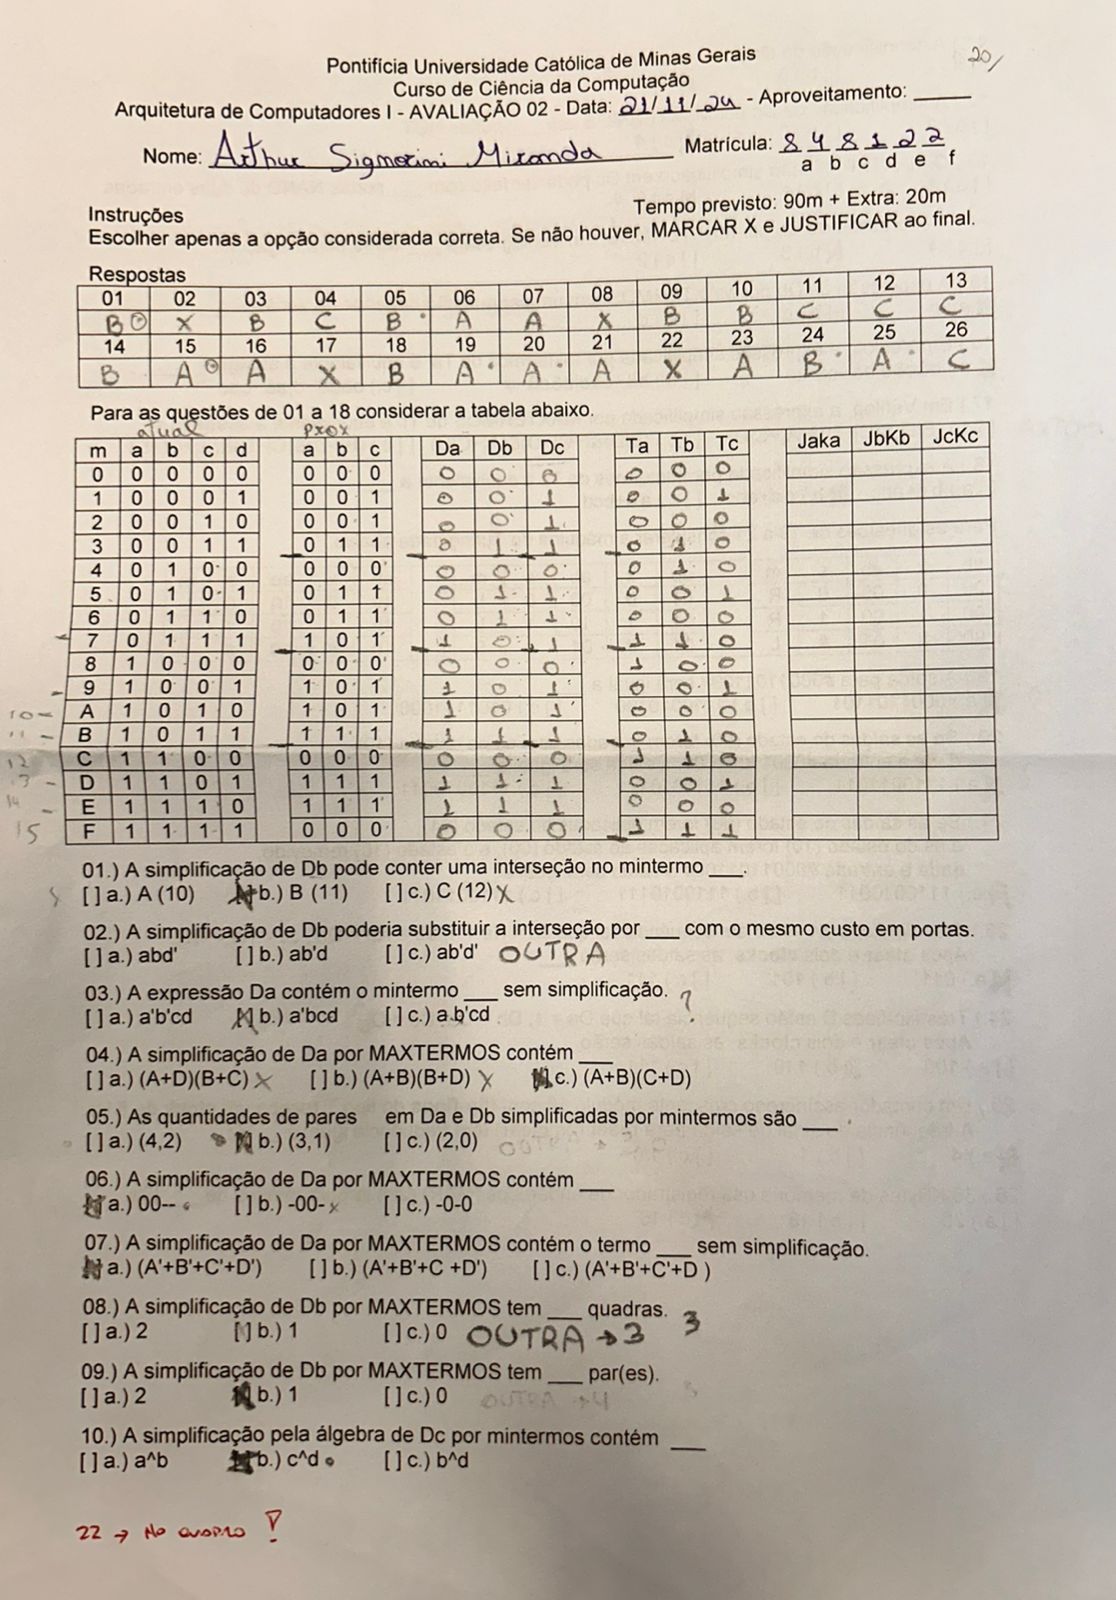 20/
Pontifícia Universidade Católica de Minas Gerais
Curso de Ciência da Computação
Arquitetura de Computadores I - AVALIAÇÃO 02 - Data: 21/11/24 - Aproveitamento: _____
Nome: Arthur Signorini Miranda Matrícula: 8 4 8 1 2 2
a b c d e f
Tempo previsto: 90m + Extra: 20m
Instruções
Escolher apenas a opção considerada correta. Se não houver, MARCAR X e JUSTIFICAR ao final.
Respostas
01 02 03 04 05 06 07 08 09 10 11 12 13
B X B C B A A X B B C C C
14 15 16 17 18 19 20 21 22 23 24 25 26
B A A X B A A A X A B A C
Para as questões de 01 a 18 considerar a tabela abaixo.
atual prox
m a b c d a b c Da Db Dc Ta Tb Tc Jaka JbKb JcKc
0 0 0 0 0 0 0 0 0 0 0 0 0 0
1 0 0 0 1 0 0 1 0 0 1 0 0 1
2 0 0 1 0 0 0 1 0 0 1 0 0 0
3 0 0 1 1 0 1 1 0 1 1 0 1 0
4 0 1 0 0 0 0 0 0 0 0 0 1 0
5 0 1 0 1 0 1 1 0 1 1 0 0 1
6 0 1 1 0 0 1 1 0 1 1 0 0 0
7 0 1 1 1 1 0 1 1 0 1 1 1 0
8 1 0 0 0 0 0 0 0 0 0 1 0 0
9 1 0 0 1 1 0 1 1 0 1 0 0 1
10 - A 1 0 1 0 1 0 1 1 0 1 0 0 0
11 - B 1 0 1 1 1 1 1 1 1 1 0 1 0
12 C 1 1 0 0 0 0 0 0 0 0 1 1 0
13 - D 1 1 0 1 1 1 1 1 1 1 0 0 1
14 - E 1 1 1 0 1 1 1 1 1 1 0 0 0
15 F 1 1 1 1 0 0 0 0 0 0 1 1 1
01.) A simplificação de Db pode conter uma interseção no mintermo ___.
[ ] a.) A (10) [ ] b.) B (11) [ ] c.) C (12) X
02.) A simplificação de Db poderia substituir a interseção por ___ com o mesmo custo em portas.
[ ] a.) abd' [ ] b.) ab'd [ ] c.) ab'd' OUTRA
03.) A expressão Da contém o mintermo ___ sem simplificação. ?
[ ] a.) a'b'cd [ ] b.) a'bcd [ ] c.) a.b'cd
04.) A simplificação de Da por MAXTERMOS contém ___
[ ] a.) (A+D)(B+C) X [ ] b.) (A+B)(B+D) X [ ] c.) (A+B)(C+D)
05.) As quantidades de pares em Da e Db simplificadas por mintermos são ___
[ ] a.) (4,2) [ ] b.) (3,1) [ ] c.) (2,0)
06.) A simplificação de Da por MAXTERMOS contém ___
[ ] a.) 00-- [ ] b.) -00- x [ ] c.) -0-0
07.) A simplificação de Da por MAXTERMOS contém o termo ___ sem simplificação.
[ ] a.) (A'+B'+C'+D') [ ] b.) (A'+B'+C +D') [ ] c.) (A'+B'+C'+D )
08.) A simplificação de Db por MAXTERMOS tem ___ quadras. 3
[ ] a.) 2 [ ] b.) 1 [ ] c.) 0 OUTRA → 3
09.) A simplificação de Db por MAXTERMOS tem ___ par(es).
[ ] a.) 2 [ ] b.) 1 [ ] c.) 0 OUTRA → 4
10.) A simplificação pela álgebra de Dc por mintermos contém ___
[ ] a.) a^b [ ] b.) c^d [ ] c.) b^d
22 → No quadro !